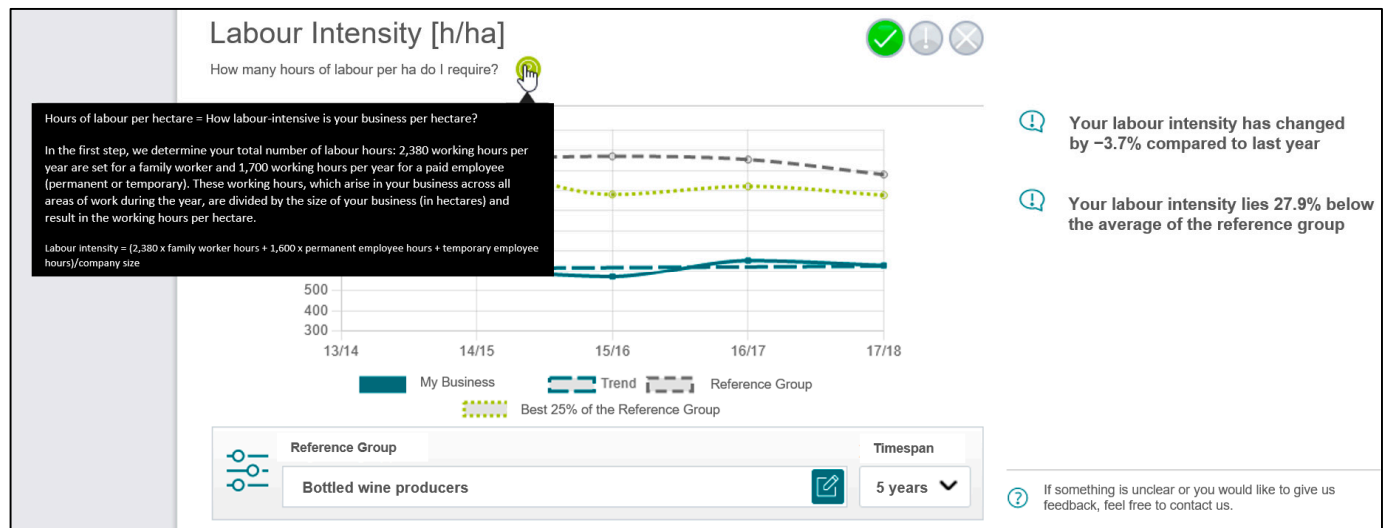 Labour Intensity [h/ha]
How many hours of labour per ha do I require?
Hours of labour per hectare = How labour-intensive is your business per hectare?
In the first step, we determine your total number of labour hours: 2,380 working hours per
year are set for a family worker and 1,700 working hours per year for a paid employee
(permanent or temporary). These working hours, which arise in your business across all
areas of work during the year, are divided by the size of your business (in hectares) and
result in the working hours per hectare.
Labour intensity = (2,380 x family worker hours + 1,600 x permanent employee hours + temporary employee
hours)/company size
500
400
300
13/14 14/15 15/16 16/17 17/18
My Business Trend Reference Group
Best 25% of the Reference Group
Reference Group Timespan
Bottled wine producers 5 years
Your labour intensity has changed
by −3.7% compared to last year
Your labour intensity lies 27.9% below
the average of the reference group
If something is unclear or you would like to give us
feedback, feel free to contact us.